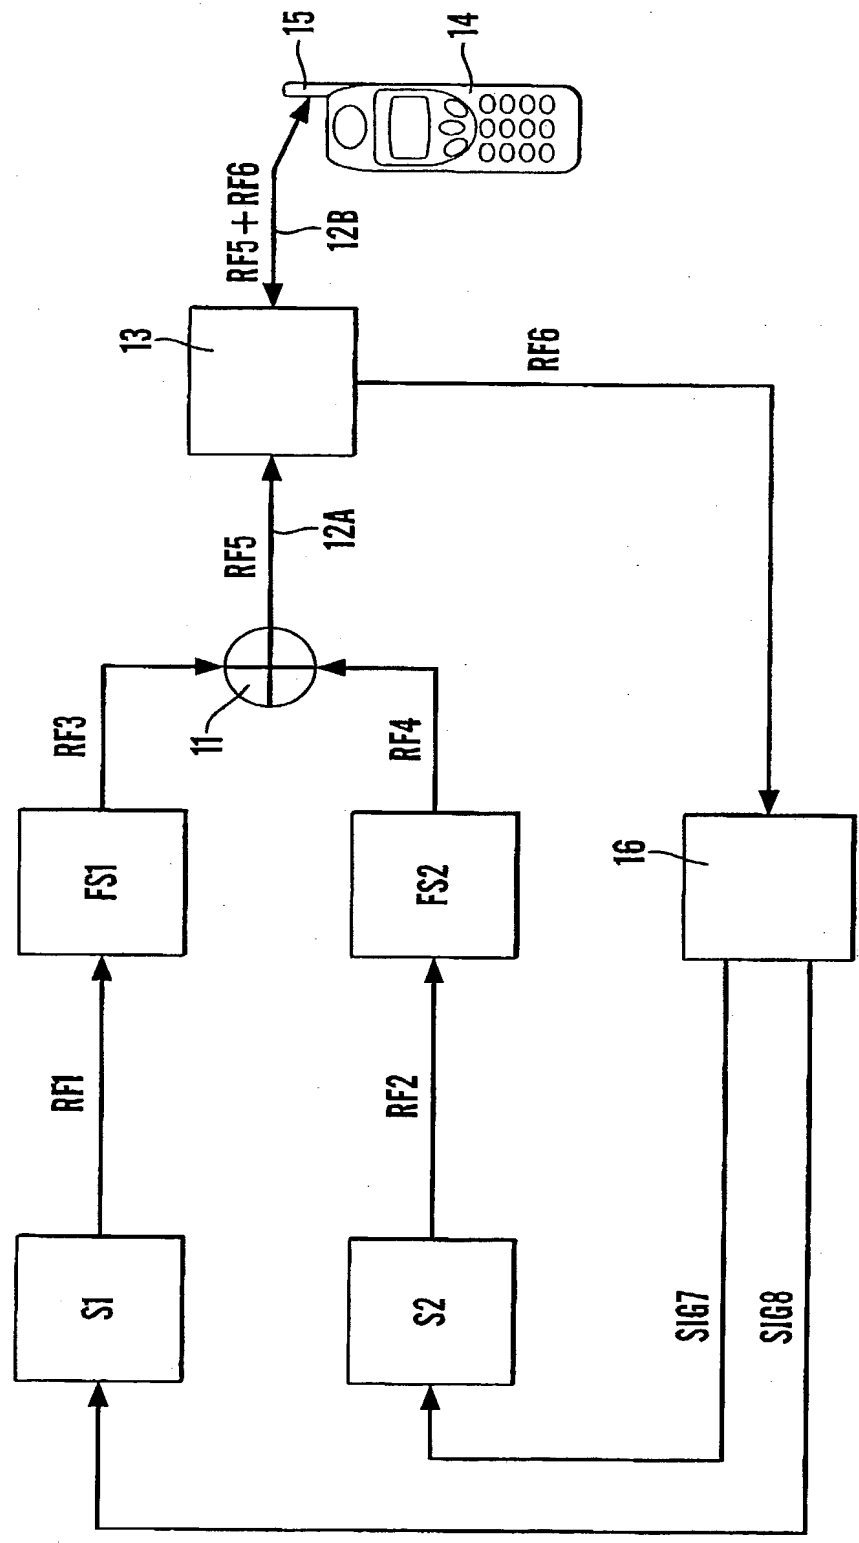 S1
RF1
FS1
RF3
11
RF5
12A
13
RF5+RF6
12B
15
14
S2
RF2
FS2
RF4
RF6
16
SIG7
SIG8